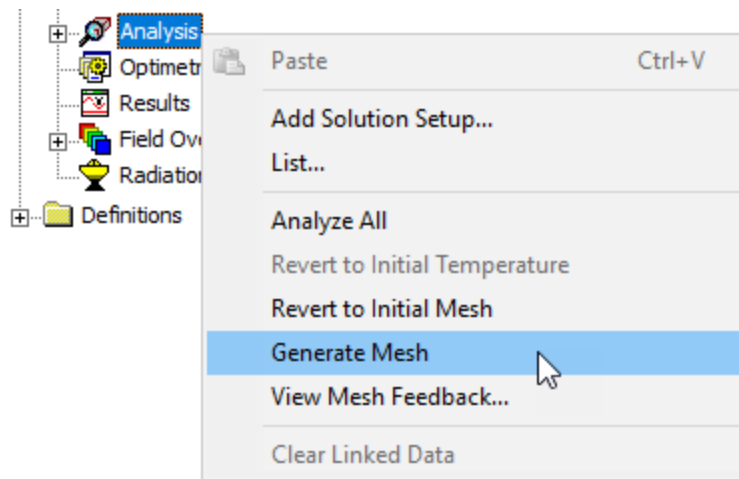 Analysis
Optimetr
Results
Field Ov
Radiation
Definitions
Paste Ctrl+V
Add Solution Setup...
List...
Analyze All
Revert to Initial Temperature
Revert to Initial Mesh
Generate Mesh
View Mesh Feedback...
Clear Linked Data